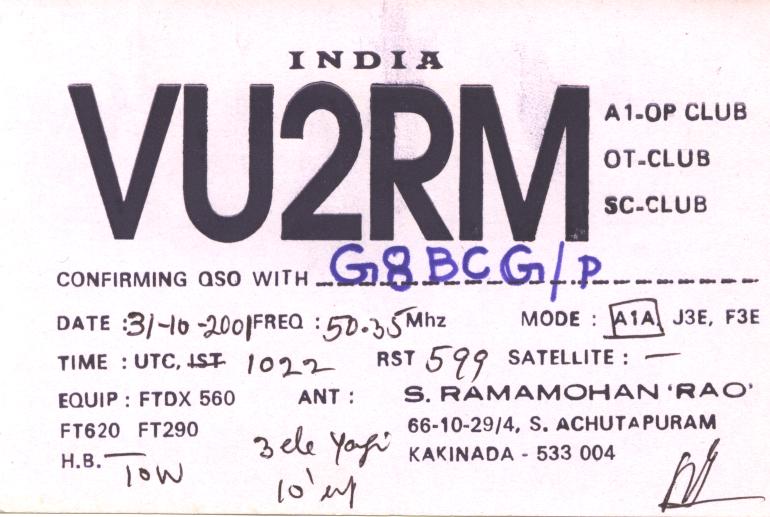 INDIA
VU2RM
A1-OP CLUB
OT-CLUB
SC-CLUB
CONFIRMING QSO WITH G8BCG/P
DATE : 31-10-2001 FREQ : 50.35 Mhz MODE : A1A, J3E, F3E
TIME : UTC, IST 1022 RST 599 SATELLITE : —
EQUIP : FTDX 560 ANT : S. RAMAMOHAN 'RAO'
FT620 FT290 3 ele Yagi 66-10-29/4, S. ACHUTAPURAM
H.B. — 10W 10' up KAKINADA - 533 004